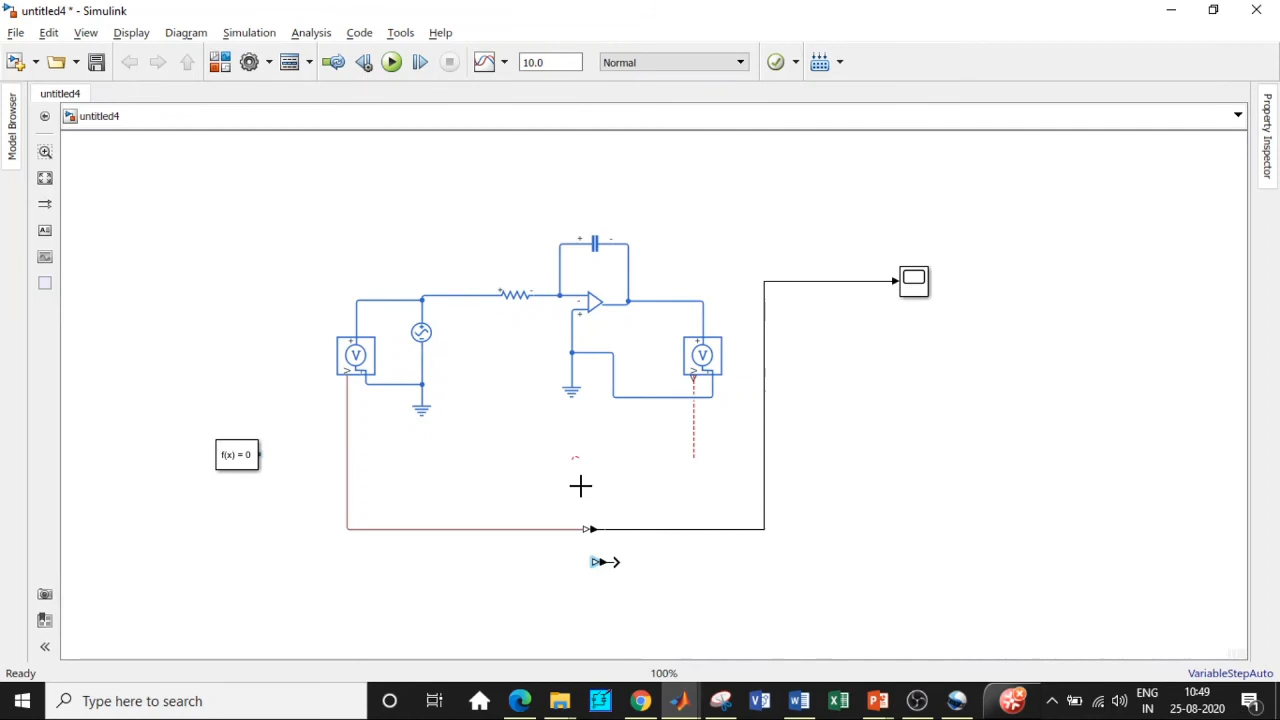 untitled4 * - Simulink
File Edit View Display Diagram Simulation Analysis Code Tools Help
10.0
Normal
untitled4
untitled4
Model Browser
Property Inspector
+ -
+ -
-
+
+
V
+
V
+
V
V
f(x) = 0
Ready
100%
VariableStepAuto
Type here to search
ENG
IN
10:49
25-08-2020
1